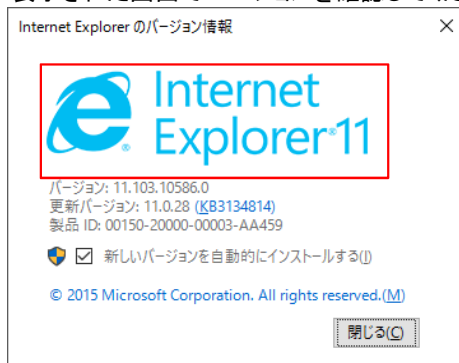 Internet Explorer のバージョン情報
Internet
Explorer 11
バージョン: 11.103.10586.0
更新バージョン: 11.0.28 (KB3134814)
製品 ID: 00150-20000-00003-AA459
新しいバージョンを自動的にインストールする(I)
© 2015 Microsoft Corporation. All rights reserved.(M)
閉じる(C)